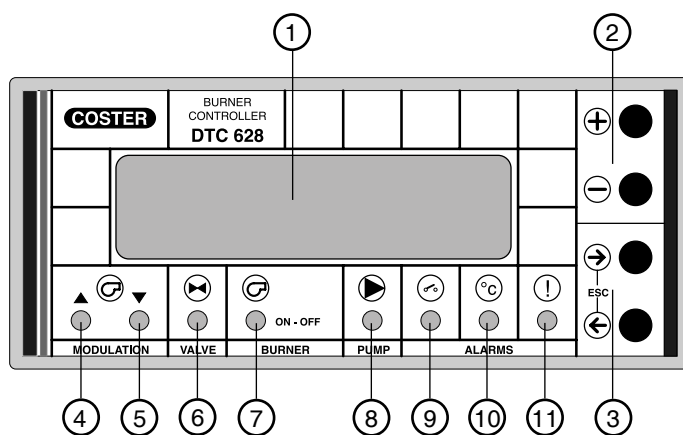 1
2
COSTER
BURNER
CONTROLLER
DTC 628
ESC
°C
!
ON - OFF
MODULATION
VALVE
BURNER
PUMP
ALARMS
4
5
6
7
8
9
10
11
3